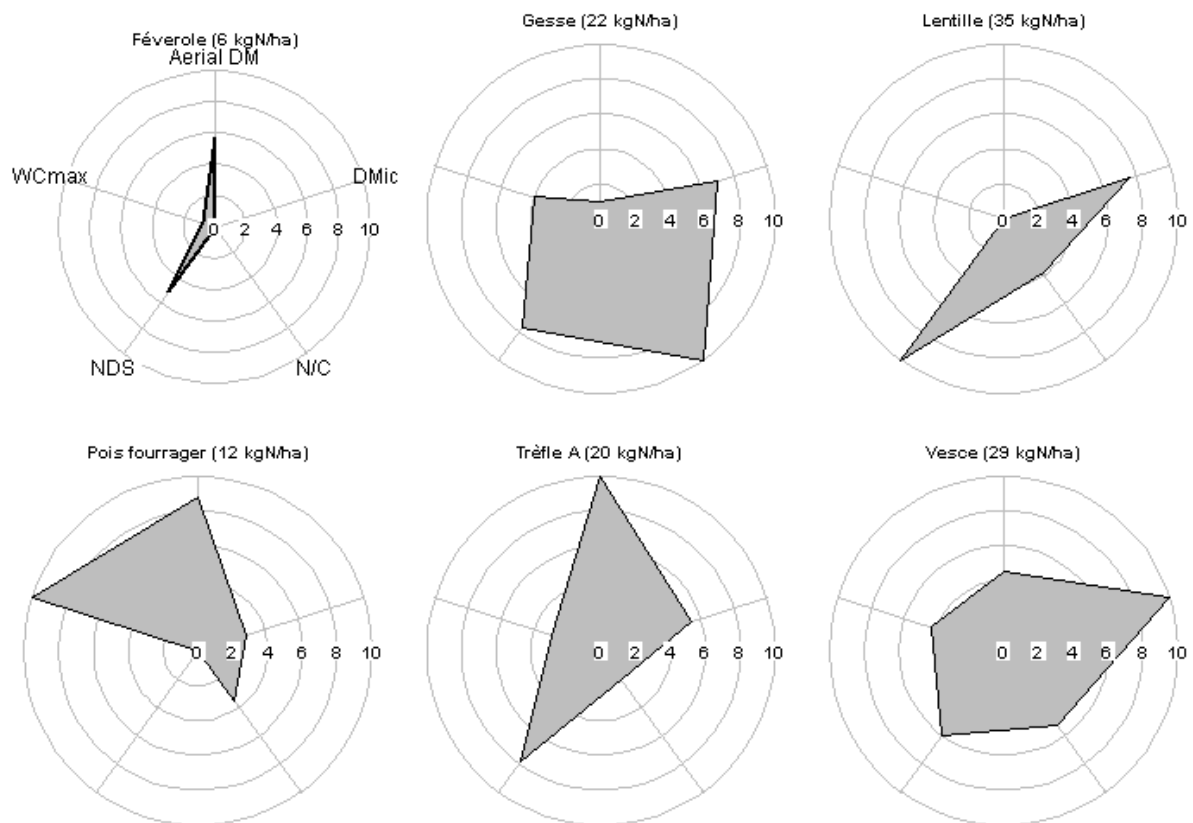 Féverole (6 kgN/ha)
Aerial DM
WCmax
DMic
0 2 4 6 8 10
NDS
N/C
Gesse (22 kgN/ha)
0 2 4 6 8 10
Lentille (35 kgN/ha)
0 2 4 6 8 10
Pois fourrager (12 kgN/ha)
0 2 4 6 8 10
Trèfle A (20 kgN/ha)
0 2 4 6 8 10
Vesce (29 kgN/ha)
0 2 4 6 8 10